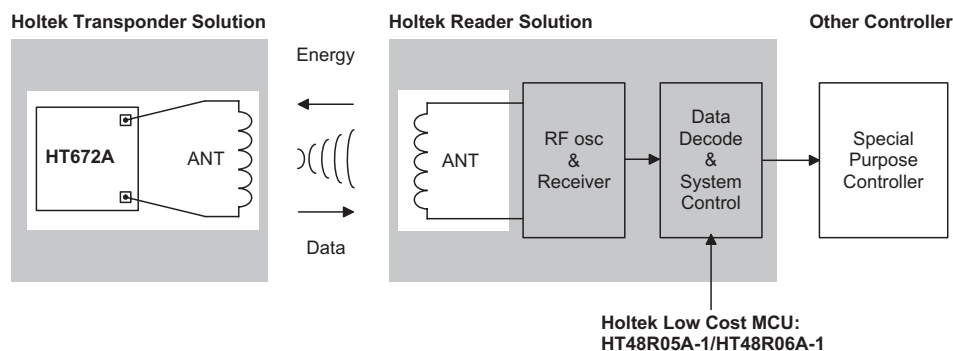 Holtek Transponder Solution
Holtek Reader Solution
Other Controller
HT672A
ANT
Energy
Data
ANT
RF osc
&
Receiver
Data
Decode
&
System
Control
Special
Purpose
Controller
Holtek Low Cost MCU:
HT48R05A-1/HT48R06A-1